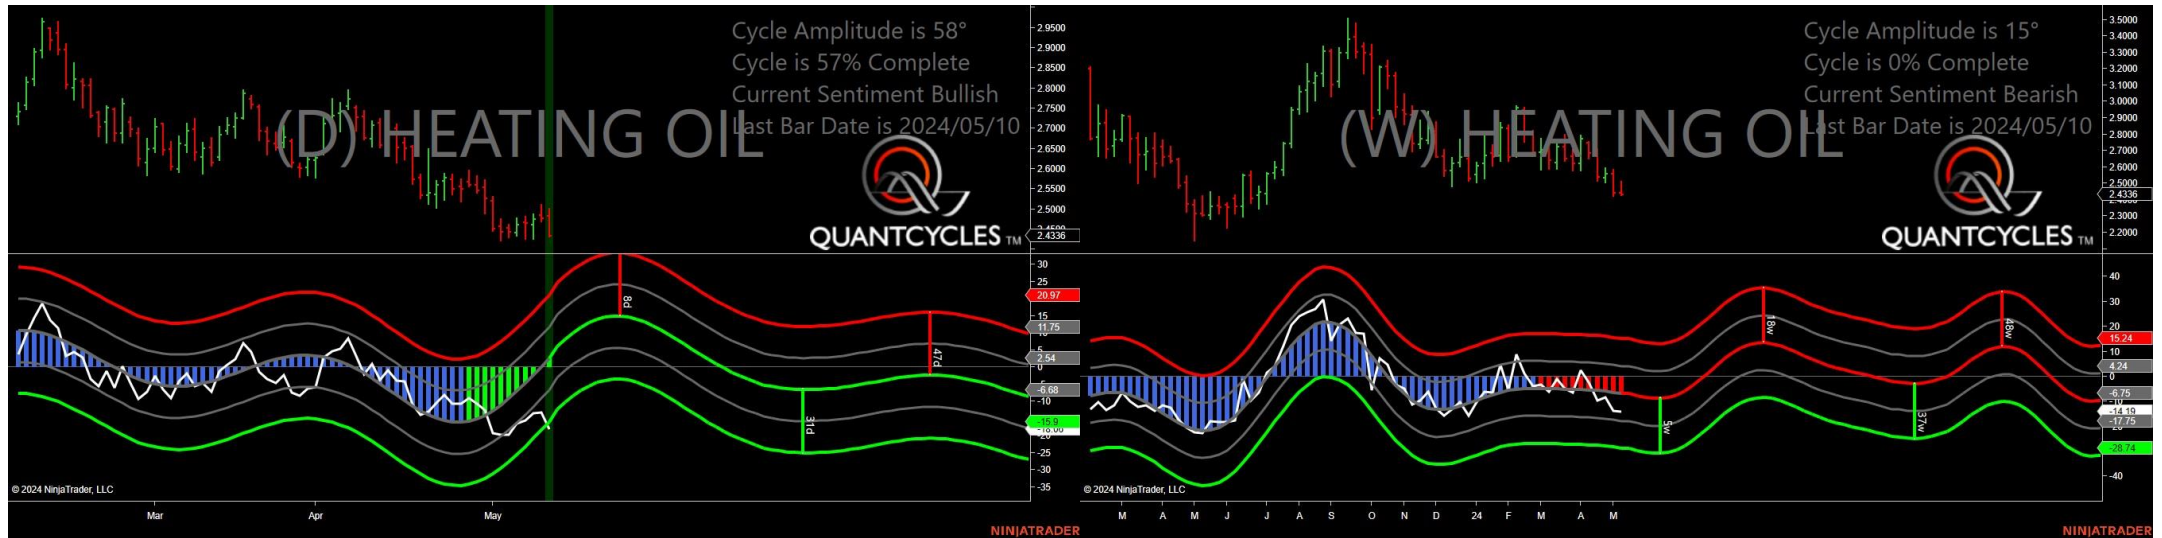 Cycle Amplitude is 58°
Cycle is 57% Complete
Current Sentiment Bullish
Last Bar Date is 2024/05/10
(D) HEATING OIL
QUANTCYCLES TM
2.9500
2.9000
2.8500
2.8000
2.7500
2.7000
2.6500
2.6000
2.5500
2.5000
2.4336
30
25
20.97
15
11.75
5
2.54
0
-6.68
-10
-15.9
-18.06
-20
-25
-30
-35
8d
31d
47d
© 2024 NinjaTrader, LLC
Mar Apr May
NINJATRADER
Cycle Amplitude is 15°
Cycle is 0% Complete
Current Sentiment Bearish
Last Bar Date is 2024/05/10
(W) HEATING OIL
QUANTCYCLES TM
3.5000
3.4000
3.3000
3.2000
3.1000
3.0000
2.9000
2.8000
2.7000
2.6000
2.5000
2.4336
2.3000
2.2000
40
30
20
15.24
10
4.24
0
-6.75
-10
-14.19
-17.75
-28.74
-40
5w
18w
37w
48w
© 2024 NinjaTrader, LLC
M A M J J A S O N D 24 F M A M
NINJATRADER